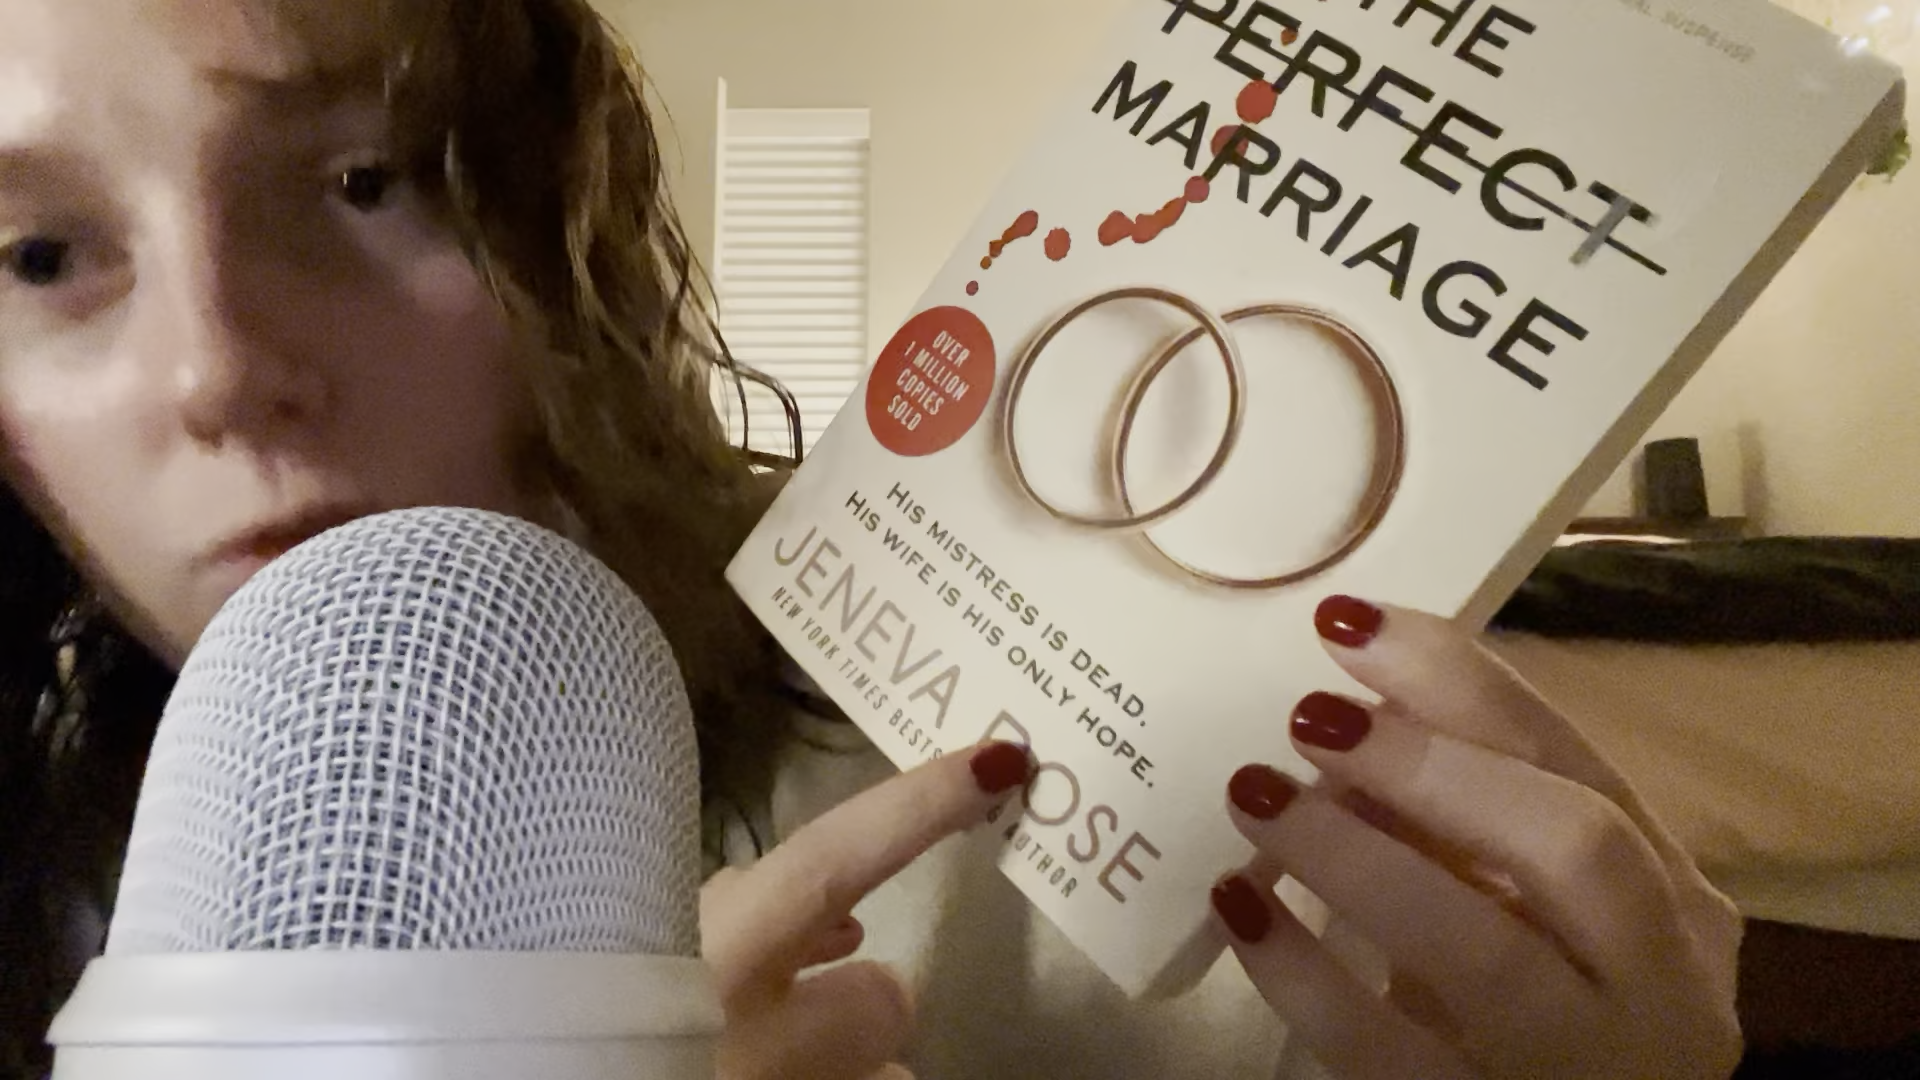 THE
PERFECT
MARRIAGE
OVER
1 MILLION
COPIES
SOLD
HIS MISTRESS IS DEAD.
HIS WIFE IS HIS ONLY HOPE.
JENEVA ROSE
NEW YORK TIMES AUTHOR